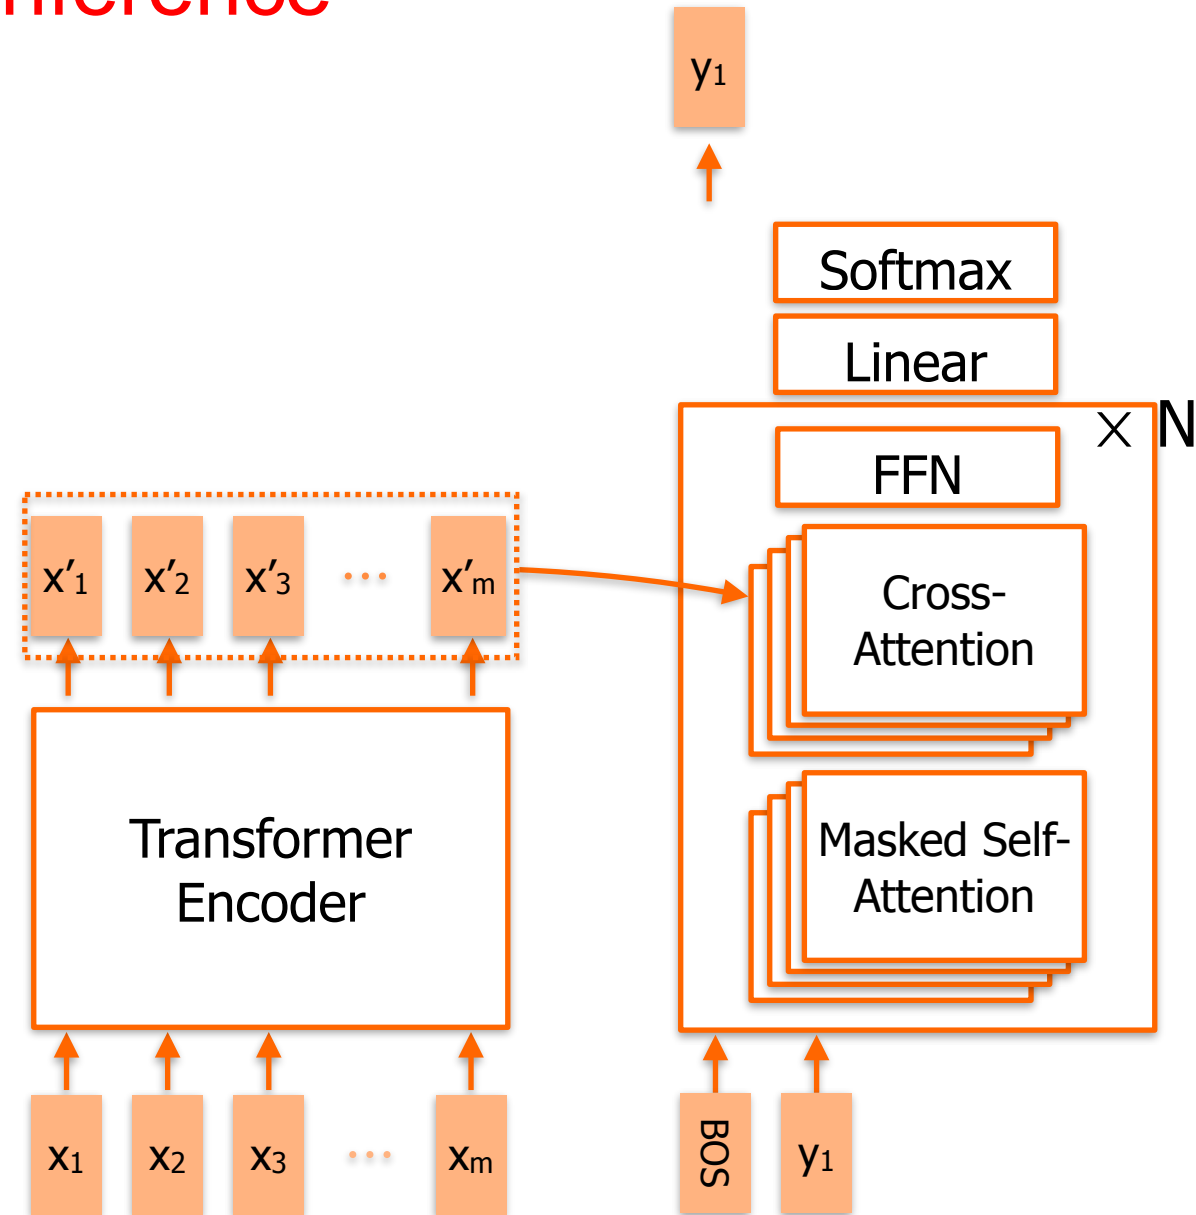 nference
y1
Softmax
Linear
× N
FFN
x′1 x′2 x′3 ... x′m
Cross-
Attention
Transformer
Encoder
Masked Self-
Attention
x1 x2 x3 ... xm
BOS y1